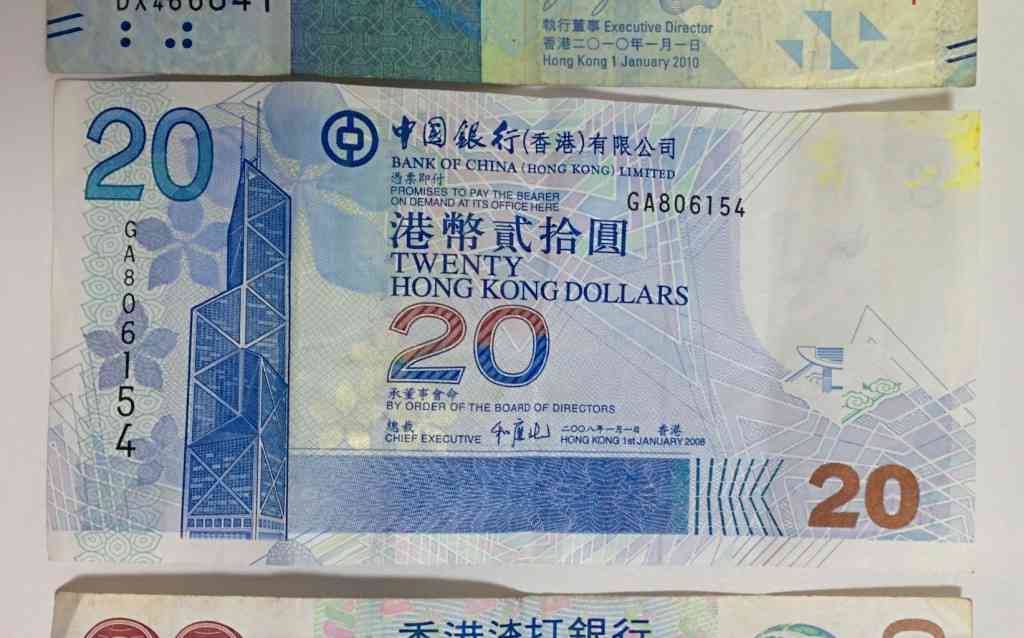 執行董事 Executive Director
香港二〇一〇年一月一日
Hong Kong 1 January 2010
20
中国銀行(香港)有限公司
BANK OF CHINA (HONG KONG) LIMITED
憑票即付
PROMISES TO PAY THE BEARER
ON DEMAND AT ITS OFFICE HERE
GA806154
港幣貳拾圓
TWENTY
HONG KONG DOLLARS
GA806154
20
承董事會命
BY ORDER OF THE BOARD OF DIRECTORS
總裁
CHIEF EXECUTIVE
二〇〇八年一月一日 香港
HONG KONG 1st JANUARY 2008
20
香港渣打銀行